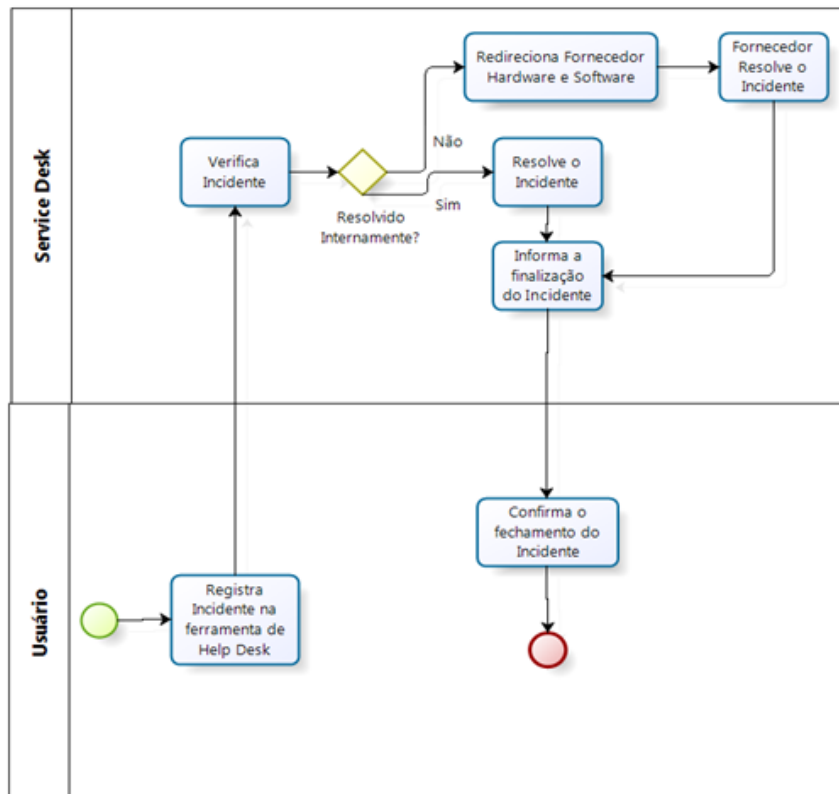 Service Desk
Redireciona Fornecedor
Hardware e Software
Fornecedor
Resolve o
Incidente
Verifica
Incidente
Não
Resolvido
Internamente?
Sim
Resolve o
Incidente
Informa a
finalização
do Incidente
Usuário
Registra
Incidente na
ferramenta de
Help Desk
Confirma o
fechamento do
Incidente